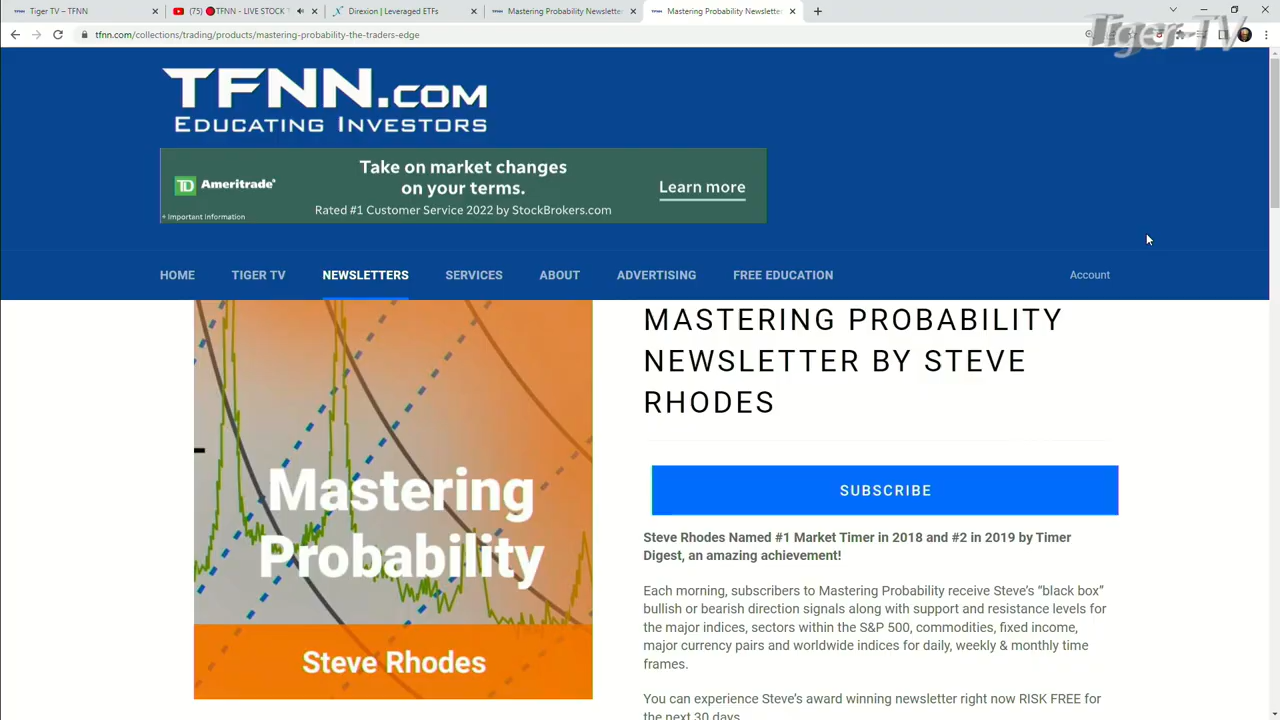 Tiger TV – TFNN
(75) 🔴TFNN - LIVE STOCK
Direxion | Leveraged ETFs
Mastering Probability Newsletter
Mastering Probability Newsletter
tfnn.com/collections/trading/products/mastering-probability-the-traders-edge
Tiger TV
TFNN.COM
EDUCATING INVESTORS
TD Ameritrade
Take on market changes
on your terms.
Rated #1 Customer Service 2022 by StockBrokers.com
+ Important Information
Learn more
HOME TIGER TV NEWSLETTERS SERVICES ABOUT ADVERTISING FREE EDUCATION Account
Mastering
Probability
Steve Rhodes
MASTERING PROBABILITY
NEWSLETTER BY STEVE
RHODES
SUBSCRIBE
Steve Rhodes Named #1 Market Timer in 2018 and #2 in 2019 by Timer
Digest, an amazing achievement!
Each morning, subscribers to Mastering Probability receive Steve's “black box”
bullish or bearish direction signals along with support and resistance levels for
the major indices, sectors within the S&P 500, commodities, fixed income,
major currency pairs and worldwide indices for daily, weekly & monthly time
frames.
You can experience Steve's award winning newsletter right now RISK FREE for
the next 30 days